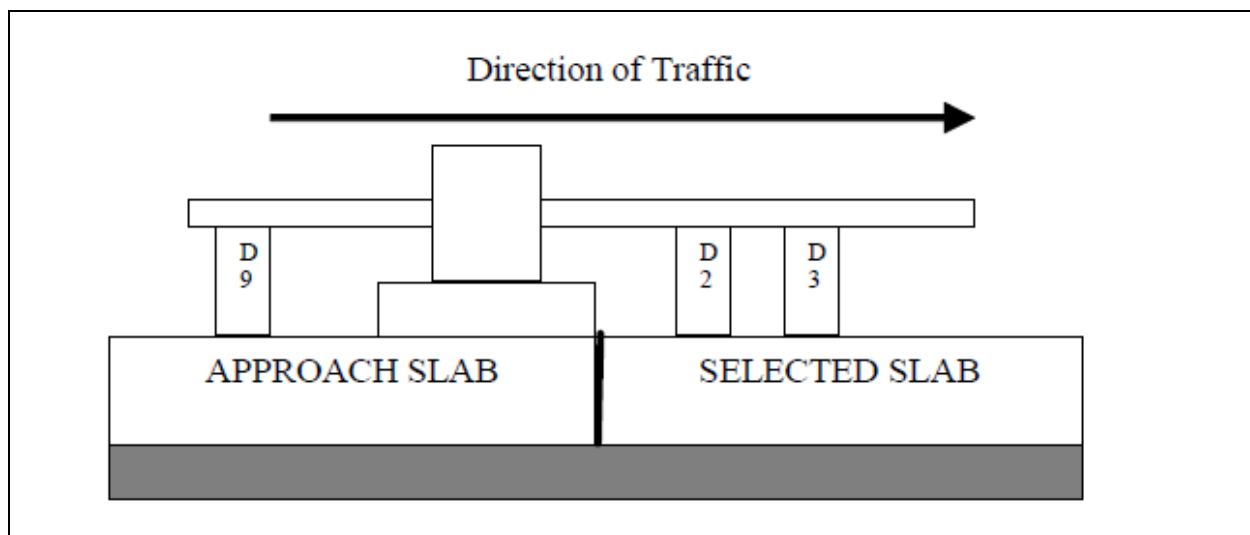 Direction of Traffic
D
9
D
2
D
3
APPROACH SLAB
SELECTED SLAB